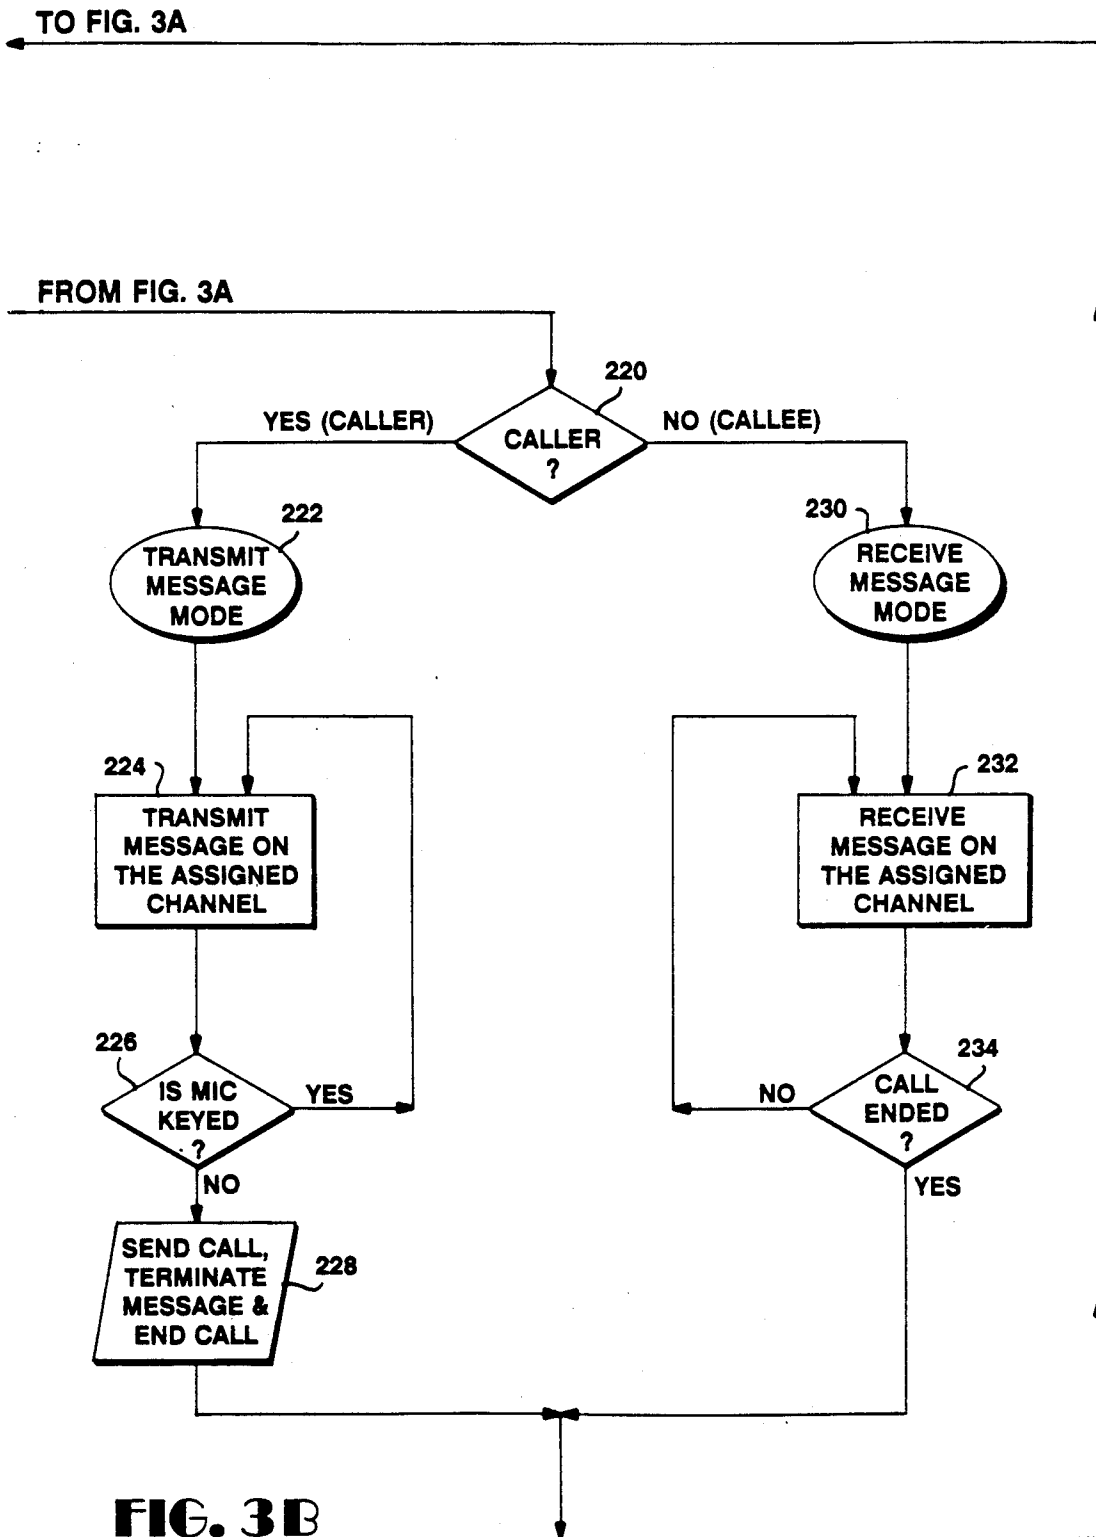 TO FIG. 3A
FROM FIG. 3A
220
YES (CALLER)
CALLER
?
NO (CALLEE)
222
TRANSMIT
MESSAGE
MODE
230
RECEIVE
MESSAGE
MODE
224
TRANSMIT
MESSAGE ON
THE ASSIGNED
CHANNEL
232
RECEIVE
MESSAGE ON
THE ASSIGNED
CHANNEL
226
IS MIC
KEYED
?
YES
NO
234
CALL
ENDED
?
NO
YES
SEND CALL,
TERMINATE
MESSAGE &
END CALL
228
FIG. 3B